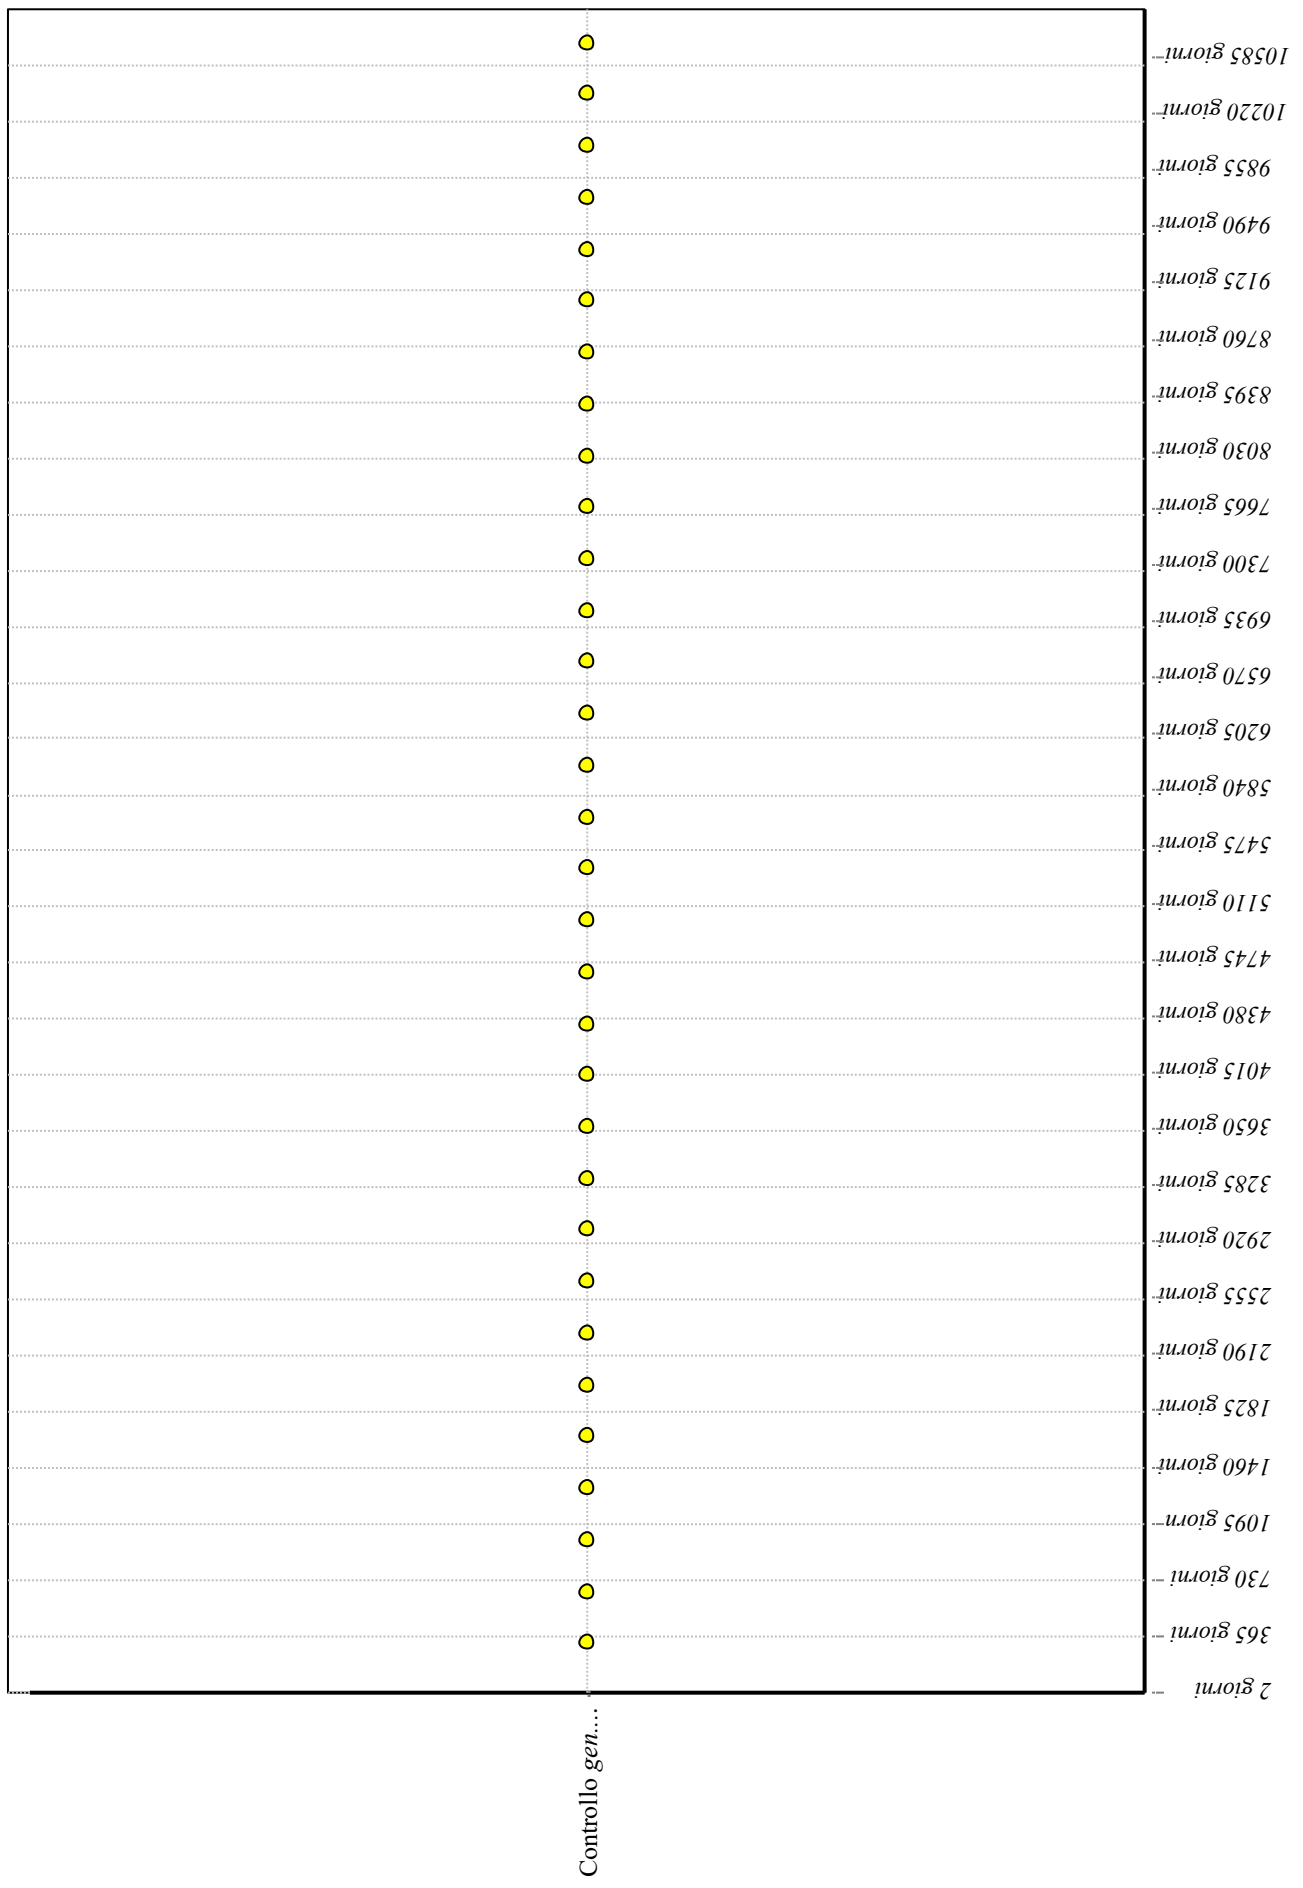 10585 giorni
10220 giorni
9855 giorni
9490 giorni
9125 giorni
8760 giorni
8395 giorni
8030 giorni
7665 giorni
7300 giorni
6935 giorni
6570 giorni
6205 giorni
5840 giorni
5475 giorni
5110 giorni
4745 giorni
4380 giorni
4015 giorni
3650 giorni
3285 giorni
2920 giorni
2555 giorni
2190 giorni
1825 giorni
1460 giorni
1095 giorni
730 giorni
365 giorni
2 giorni
Controllo gen....